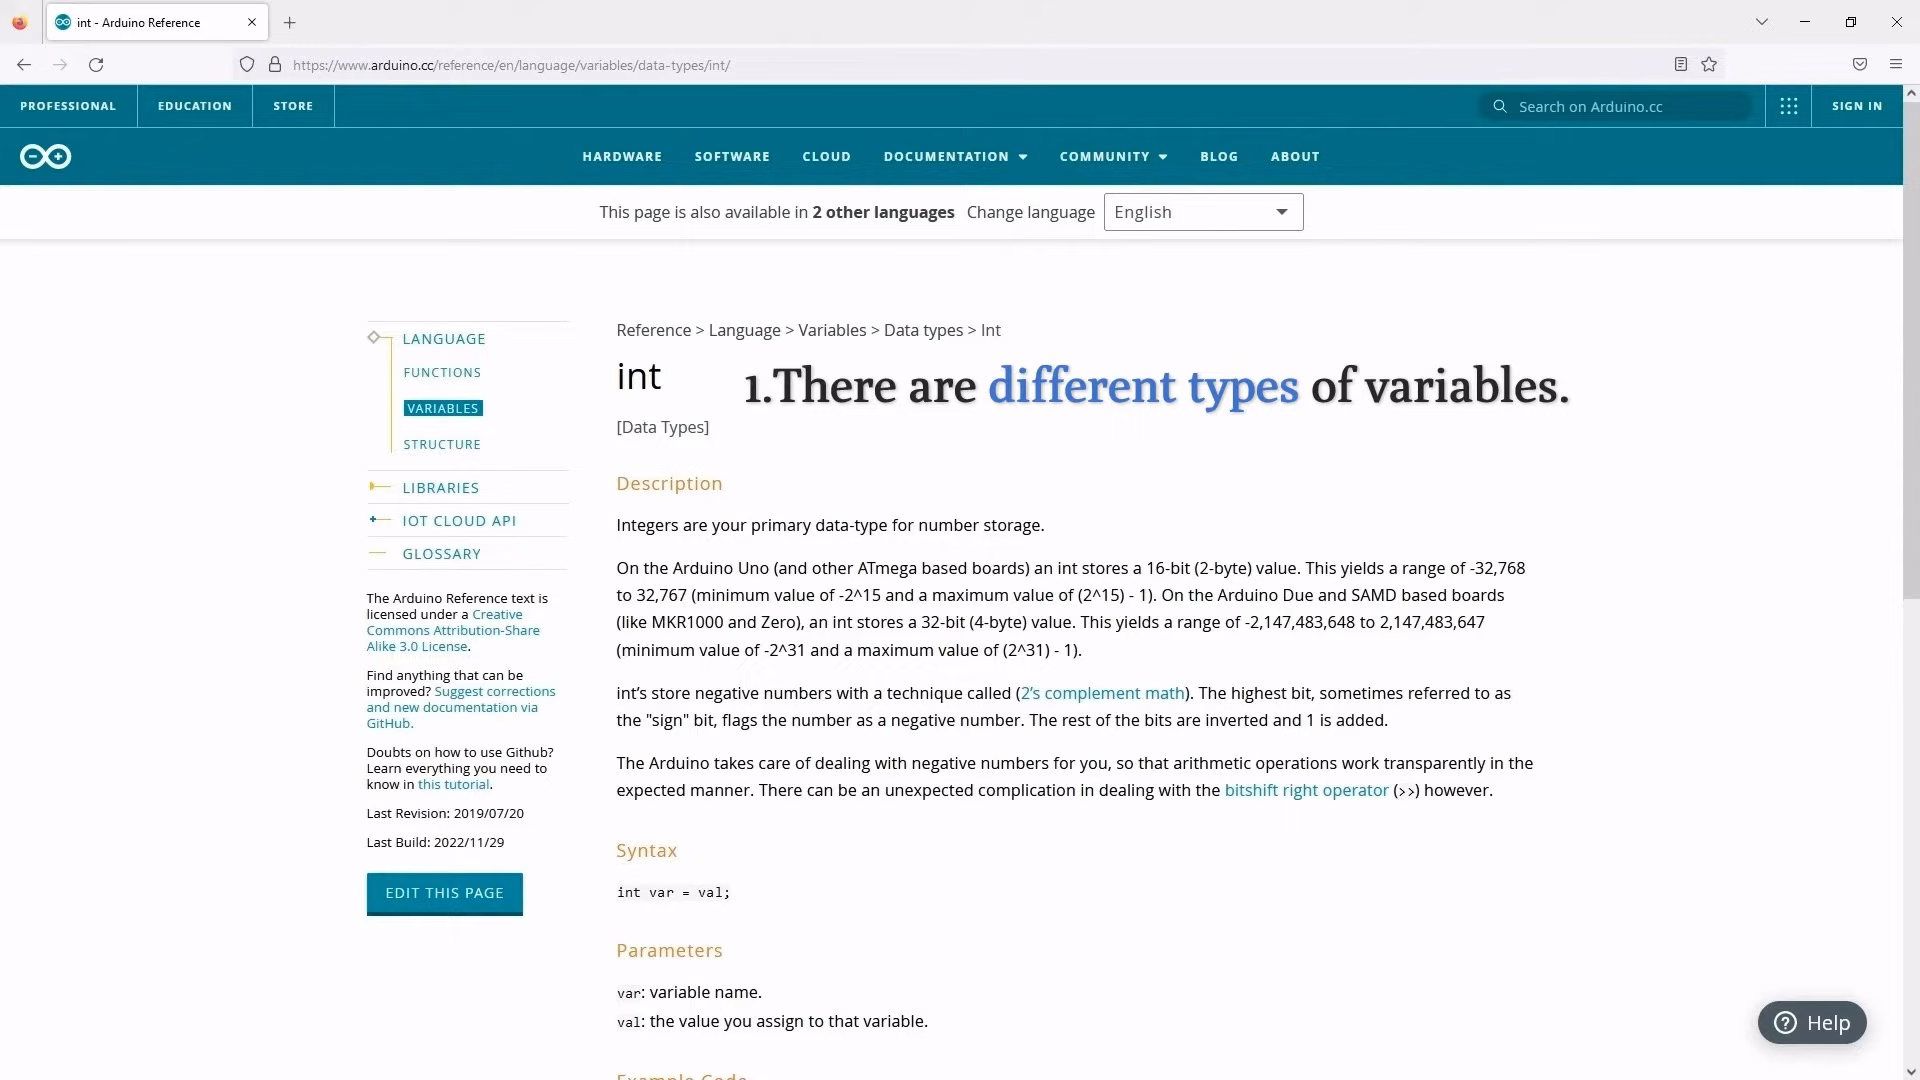 int - Arduino Reference
https://www.arduino.cc/reference/en/language/variables/data-types/int/
PROFESSIONAL
EDUCATION
STORE
Search on Arduino.cc
SIGN IN
HARDWARE
SOFTWARE
CLOUD
DOCUMENTATION
COMMUNITY
BLOG
ABOUT
This page is also available in 2 other languages Change language English
LANGUAGE
FUNCTIONS
VARIABLES
STRUCTURE
LIBRARIES
IOT CLOUD API
GLOSSARY
The Arduino Reference text is
licensed under a Creative
Commons Attribution-Share
Alike 3.0 License.
Find anything that can be
improved? Suggest corrections
and new documentation via
GitHub.
Doubts on how to use Github?
Learn everything you need to
know in this tutorial.
Last Revision: 2019/07/20
Last Build: 2022/11/29
EDIT THIS PAGE
Reference > Language > Variables > Data types > Int
int
1.There are different types of variables.
[Data Types]
Description
Integers are your primary data-type for number storage.
On the Arduino Uno (and other ATmega based boards) an int stores a 16-bit (2-byte) value. This yields a range of -32,768
to 32,767 (minimum value of -2^15 and a maximum value of (2^15) - 1). On the Arduino Due and SAMD based boards
(like MKR1000 and Zero), an int stores a 32-bit (4-byte) value. This yields a range of -2,147,483,648 to 2,147,483,647
(minimum value of -2^31 and a maximum value of (2^31) - 1).
int’s store negative numbers with a technique called (2’s complement math). The highest bit, sometimes referred to as
the "sign" bit, flags the number as a negative number. The rest of the bits are inverted and 1 is added.
The Arduino takes care of dealing with negative numbers for you, so that arithmetic operations work transparently in the
expected manner. There can be an unexpected complication in dealing with the bitshift right operator (>>) however.
Syntax
int var = val;
Parameters
var: variable name.
val: the value you assign to that variable.
Example Code
Help